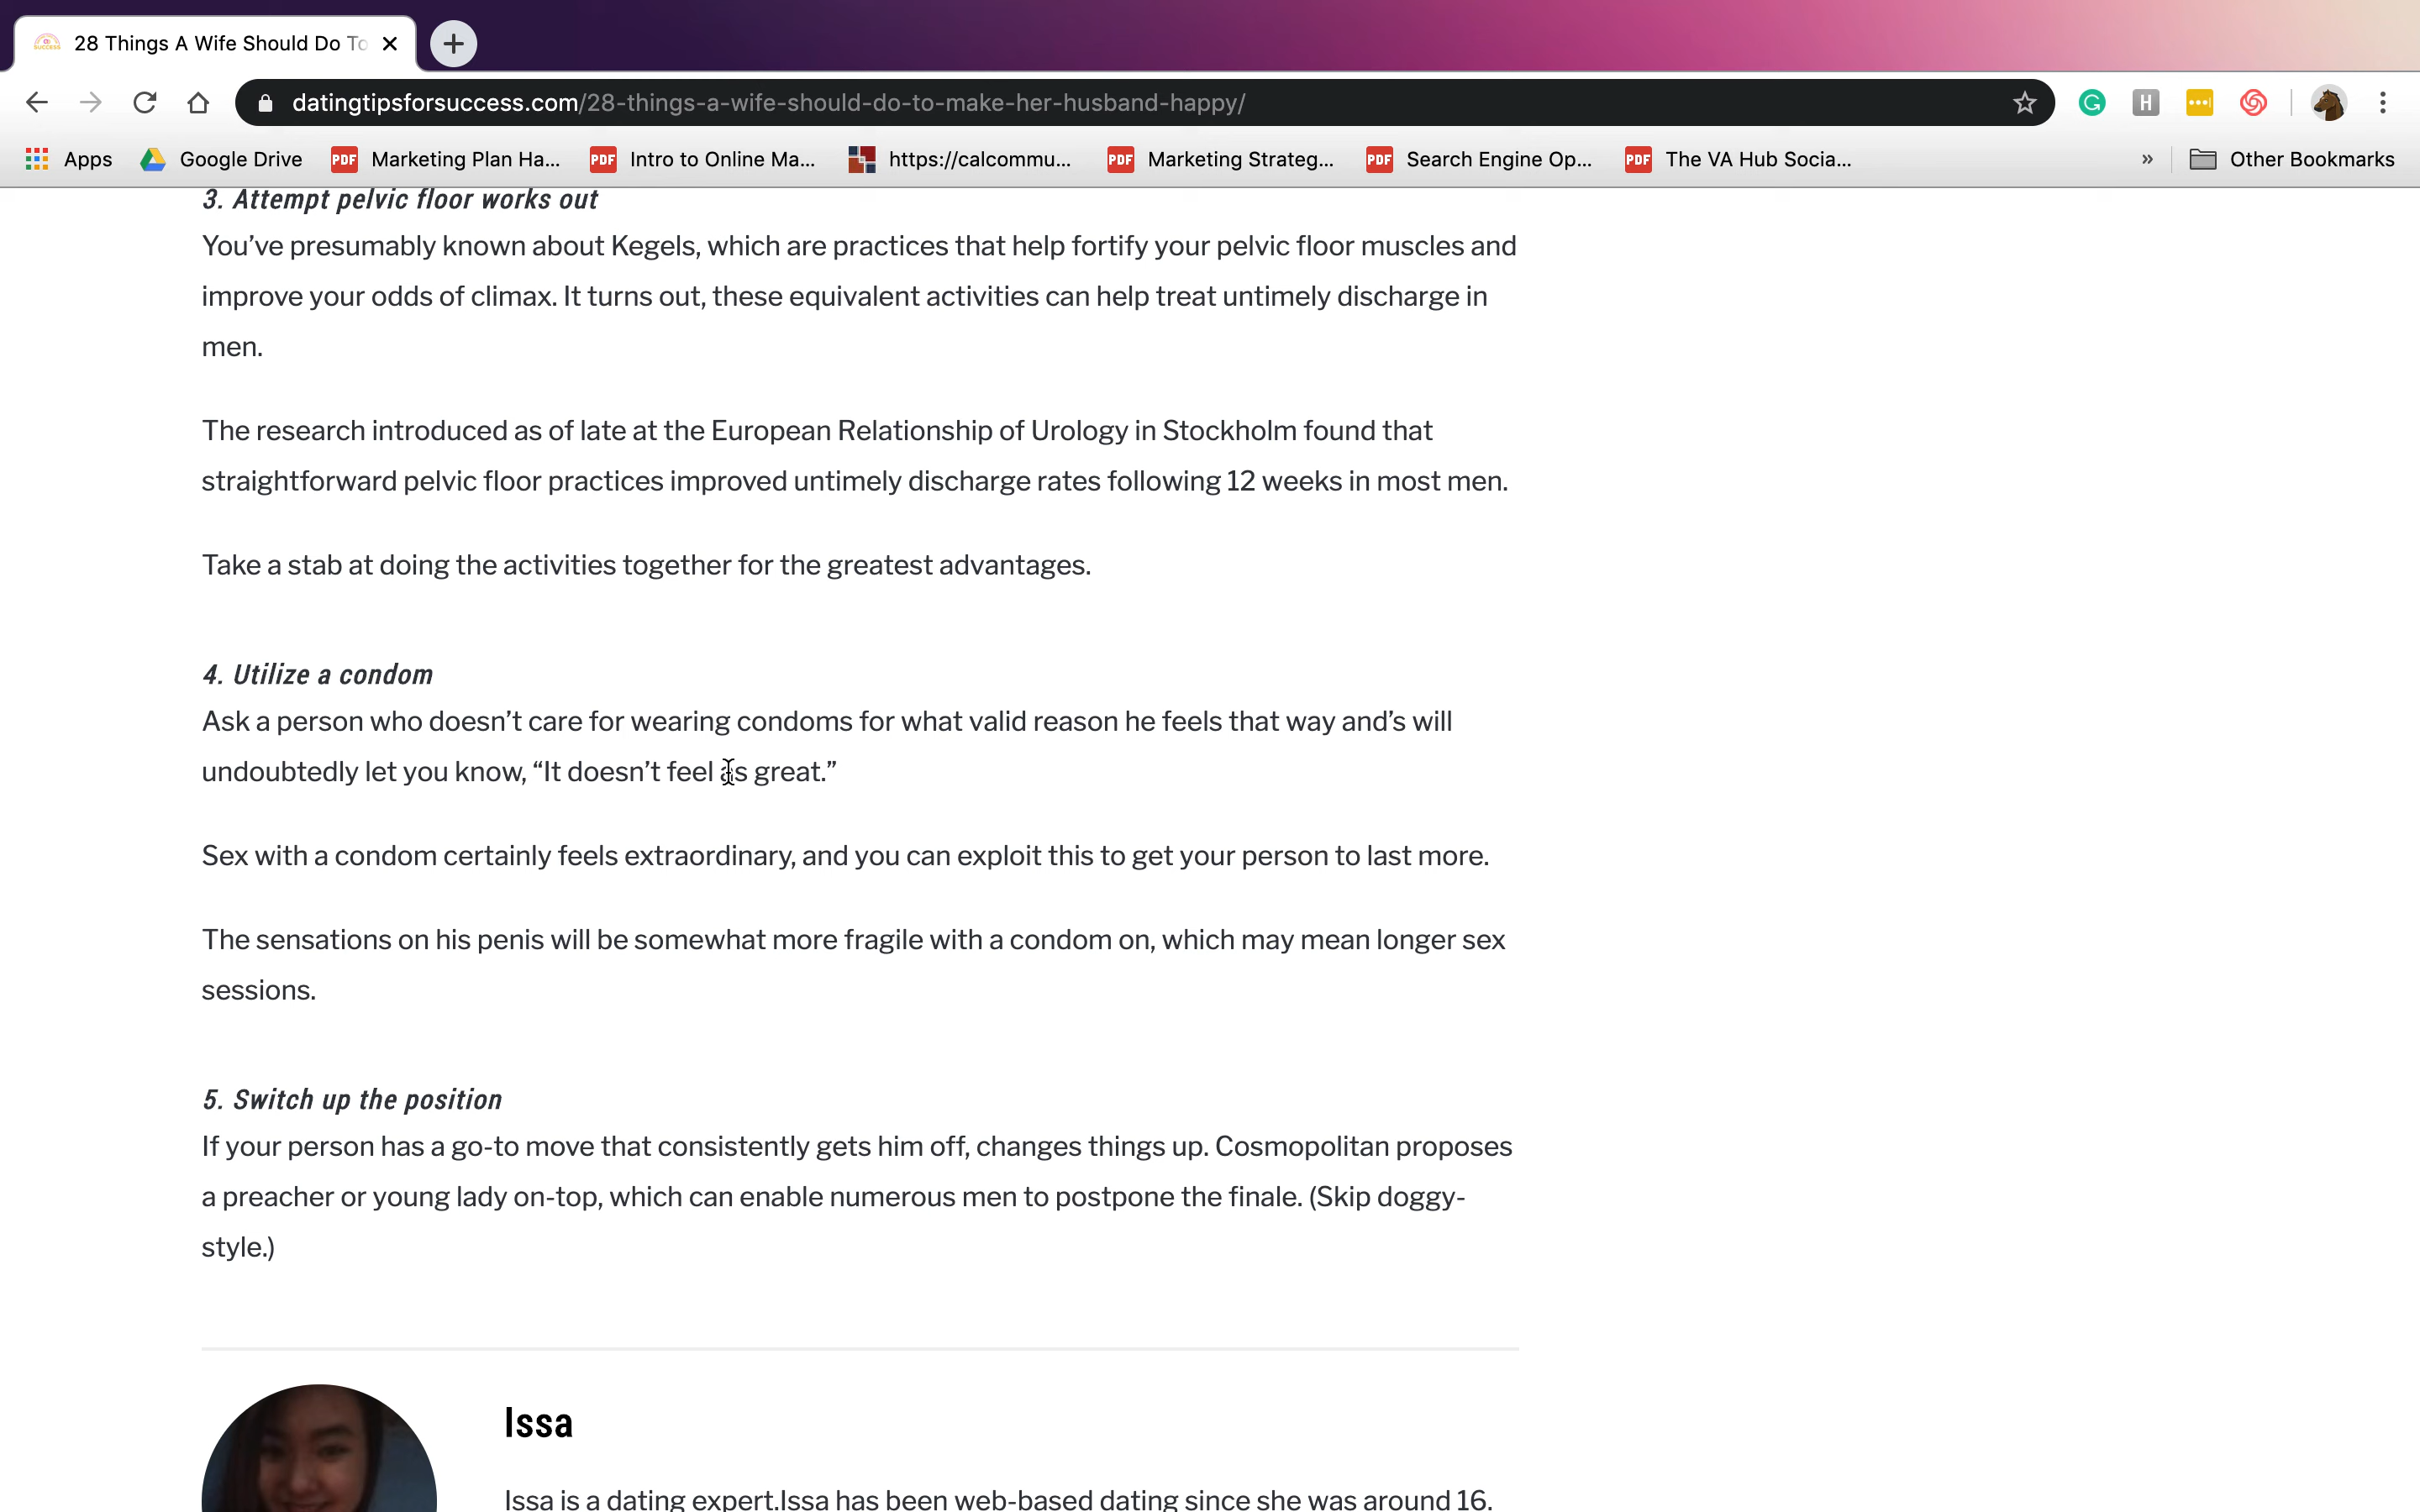 28 Things A Wife Should Do To
datingtipsforsuccess.com/28-things-a-wife-should-do-to-make-her-husband-happy/
Apps Google Drive PDF Marketing Plan Ha... PDF Intro to Online Ma... https://calcommu... PDF Marketing Strateg... PDF Search Engine Op... PDF The VA Hub Socia... » Other Bookmarks
3. Attempt pelvic floor works out
You’ve presumably known about Kegels, which are practices that help fortify your pelvic floor muscles and
improve your odds of climax. It turns out, these equivalent activities can help treat untimely discharge in
men.
The research introduced as of late at the European Relationship of Urology in Stockholm found that
straightforward pelvic floor practices improved untimely discharge rates following 12 weeks in most men.
Take a stab at doing the activities together for the greatest advantages.
4. Utilize a condom
Ask a person who doesn’t care for wearing condoms for what valid reason he feels that way and’s will
undoubtedly let you know, “It doesn’t feel as great.”
Sex with a condom certainly feels extraordinary, and you can exploit this to get your person to last more.
The sensations on his penis will be somewhat more fragile with a condom on, which may mean longer sex
sessions.
5. Switch up the position
If your person has a go-to move that consistently gets him off, changes things up. Cosmopolitan proposes
a preacher or young lady on-top, which can enable numerous men to postpone the finale. (Skip doggy-
style.)
Issa
Issa is a dating expert.Issa has been web-based dating since she was around 16.